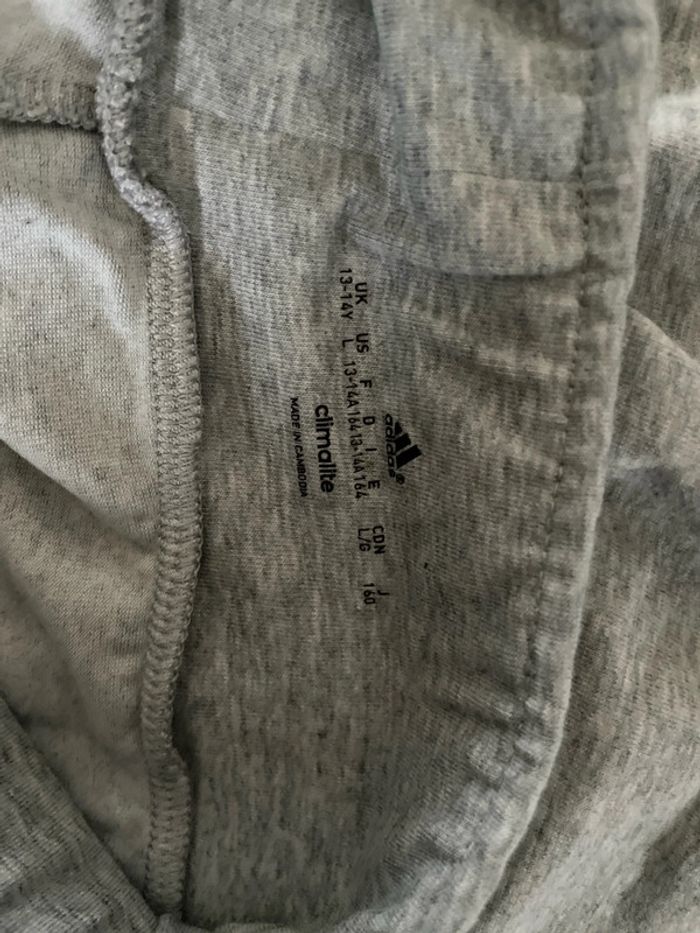 adidas®
UK US F D I E CDN J
13-14Y L 13-14A 164 13-14A 164 L/G 160
climalite
MADE IN CAMBODIA